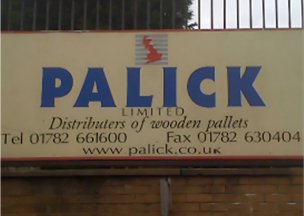 PALICK
LIMITED
Distributers of wooden pallets
Tel 01782 661600 Fax 01782 630404
www.palick.co.uk